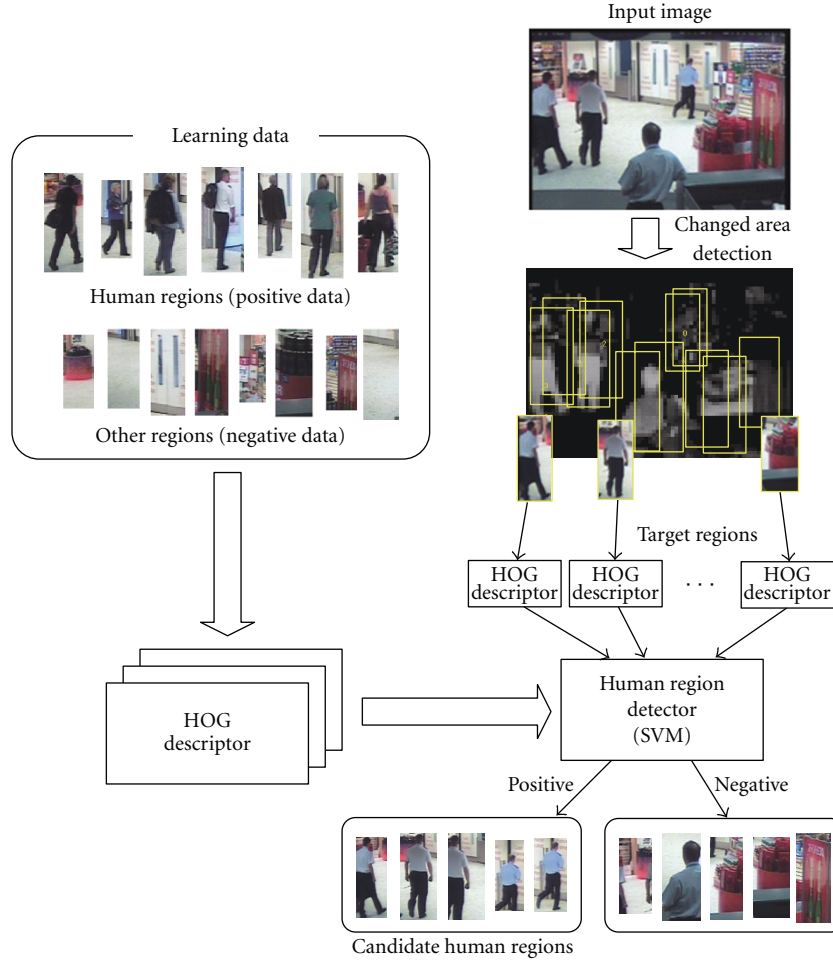 Input image
Learning data
Human regions (positive data)
Other regions (negative data)
Changed area
detection
Target regions
HOG
descriptor
HOG
descriptor
. . .
HOG
descriptor
HOG
descriptor
Human region
detector
(SVM)
Positive
Negative
Candidate human regions